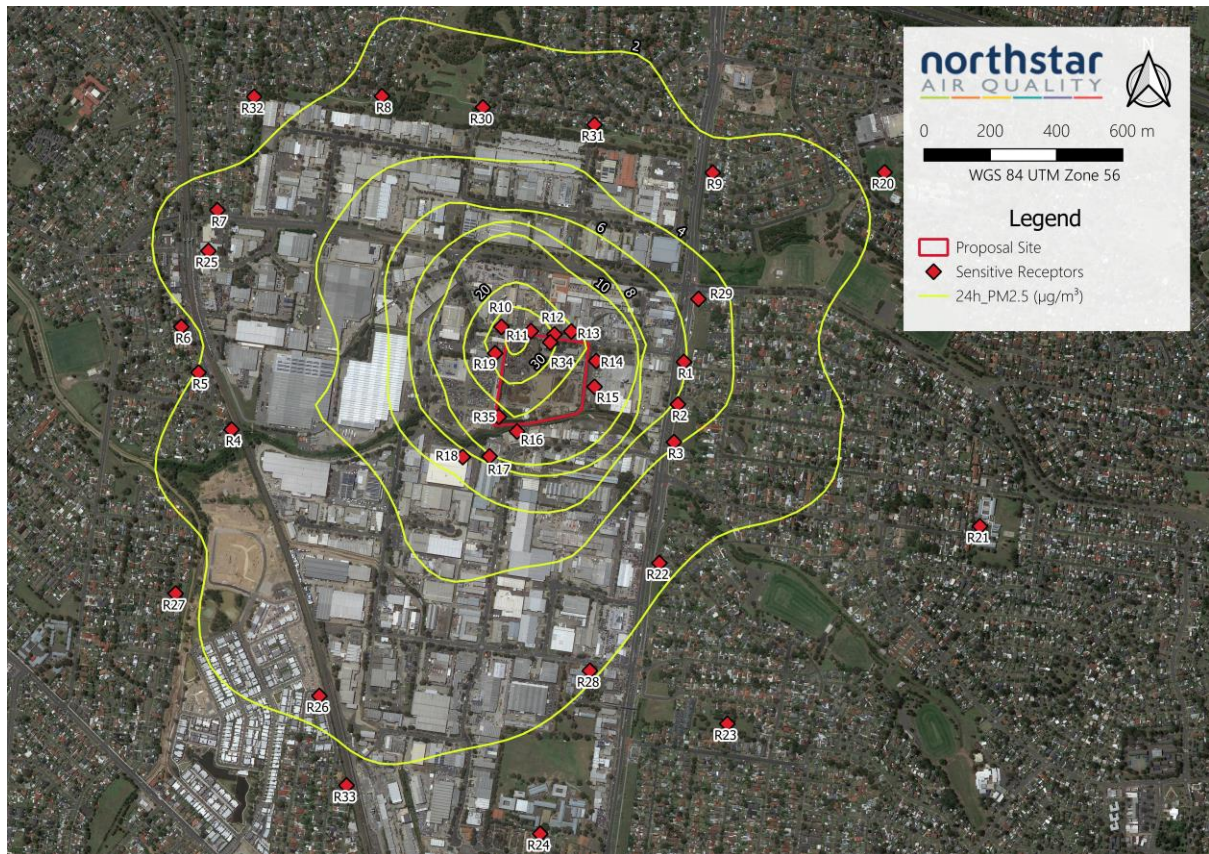 northstar
AIR QUALITY
N
0 200 400 600 m
WGS 84 UTM Zone 56
Legend
Proposal Site
Sensitive Receptors
24h_PM2.5 (µg/m³)
2
R32
R8
R30
R31
R9
R20
R7
4
6
R25
8
10
20
R29
R10
R12
R13
R6
R11
R34
R19
30
R14
R1
R5
R15
R2
R35
R4
R16
R3
R18
R17
R21
R22
R27
R28
R26
R23
R33
R24